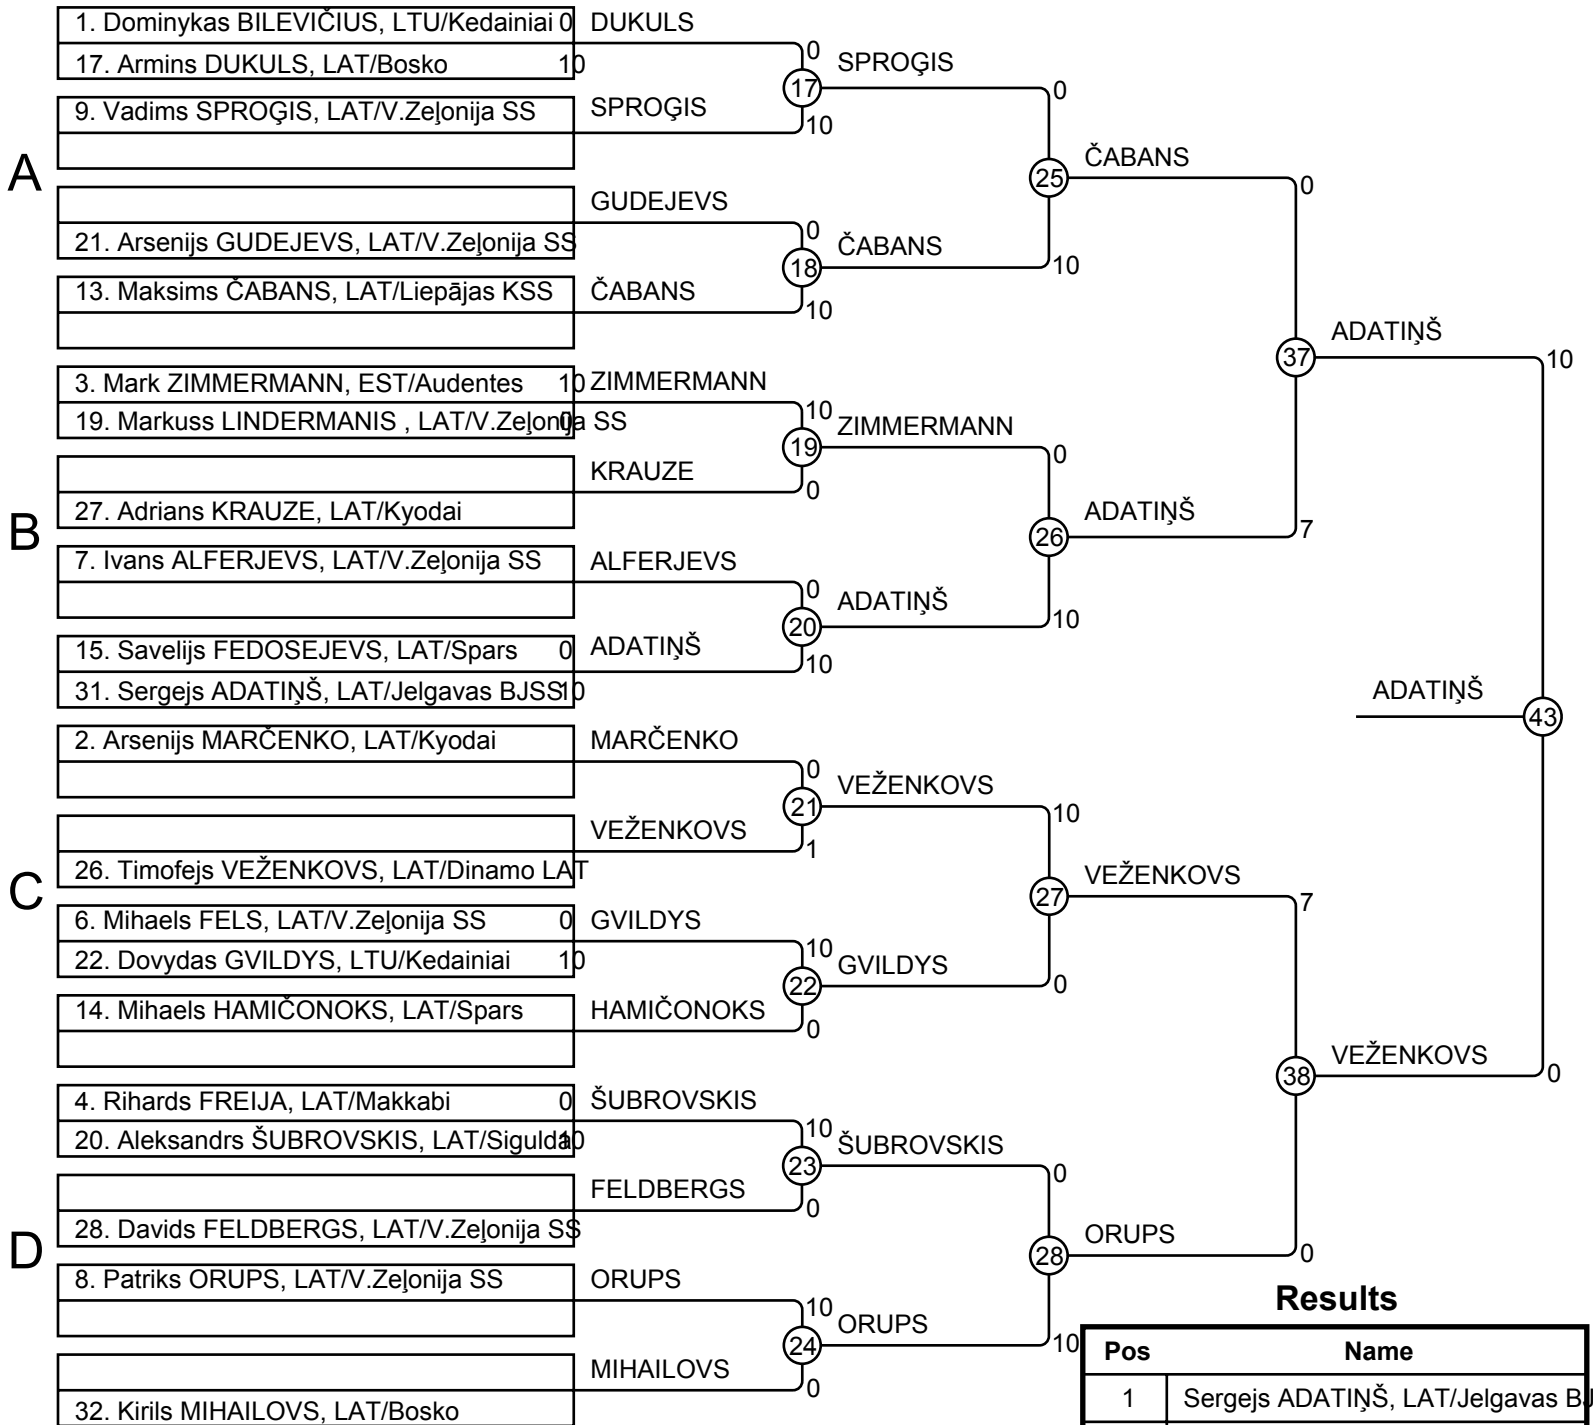 1. Dominykas BILEVIČIUS, LTU/Kedainiai 0 DUKULS
0
17. Armins DUKULS, LAT/Bosko 10
SPROĢIS
17
0
9. Vadims SPROĢIS, LAT/V.Zeļonija SS SPROĢIS
10
A
ČABANS
25
0
GUDEJEVS
0
21. Arsenijs GUDEJEVS, LAT/V.Zeļonija SS
ČABANS
18
10
13. Maksims ČABANS, LAT/Liepājas KSS ČABANS
10
ADATIŅŠ
37
10
3. Mark ZIMMERMANN, EST/Audentes 10 ZIMMERMANN
10
19. Markuss LINDERMANIS , LAT/V.Zeļonija SS 0
ZIMMERMANN
19
0
KRAUZE
0
27. Adrians KRAUZE, LAT/Kyodai
B
ADATIŅŠ
26
7
7. Ivans ALFERJEVS, LAT/V.Zeļonija SS ALFERJEVS
0
ADATIŅŠ
20
10
15. Savelijs FEDOSEJEVS, LAT/Spars 0 ADATIŅŠ
10
31. Sergejs ADATIŅŠ, LAT/Jelgavas BJSS 10
ADATIŅŠ
43
2. Arsenijs MARČENKO, LAT/Kyodai MARČENKO
0
VEŽENKOVS
21
10
VEŽENKOVS
1
26. Timofejs VEŽENKOVS, LAT/Dinamo LAT
C
VEŽENKOVS
27
7
6. Mihaels FELS, LAT/V.Zeļonija SS 0 GVILDYS
10
22. Dovydas GVILDYS, LTU/Kedainiai 10
GVILDYS
22
0
14. Mihaels HAMIČONOKS, LAT/Spars HAMIČONOKS
0
VEŽENKOVS
38
0
4. Rihards FREIJA, LAT/Makkabi 0 ŠUBROVSKIS
10
20. Aleksandrs ŠUBROVSKIS, LAT/Sigulda 10
ŠUBROVSKIS
23
0
FELDBERGS
0
28. Davids FELDBERGS, LAT/V.Zeļonija SS
D
ORUPS
28
0
8. Patriks ORUPS, LAT/V.Zeļonija SS ORUPS
10
ORUPS
24
10
MIHAILOVS
0
32. Kirils MIHAILOVS, LAT/Bosko
Results
Pos Name
1 Sergejs ADATIŅŠ, LAT/Jelgavas